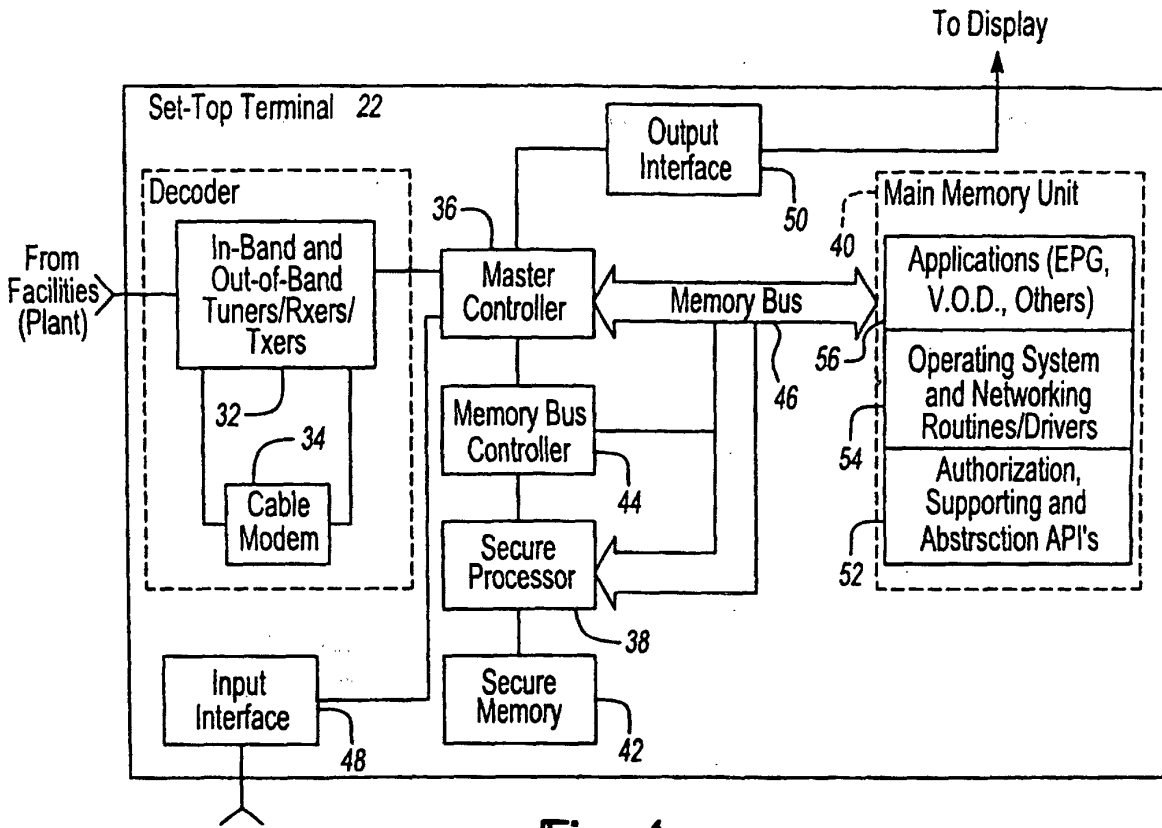 To Display
Set-Top Terminal 22
Output
Interface
50
Decoder
36
40
Main Memory Unit
From
Facilities
(Plant)
In-Band and
Out-of-Band
Tuners/Rxers/
Txers
Master
Controller
Memory Bus
Applications (EPG,
V.O.D., Others)
56
46
32
34
Memory Bus
Controller
44
Operating System
and Networking
Routines/Drivers
54
Cable
Modem
Secure
Processor
38
Authorization,
Supporting and
Abstrsction API's
52
Input
Interface
48
Secure
Memory
42